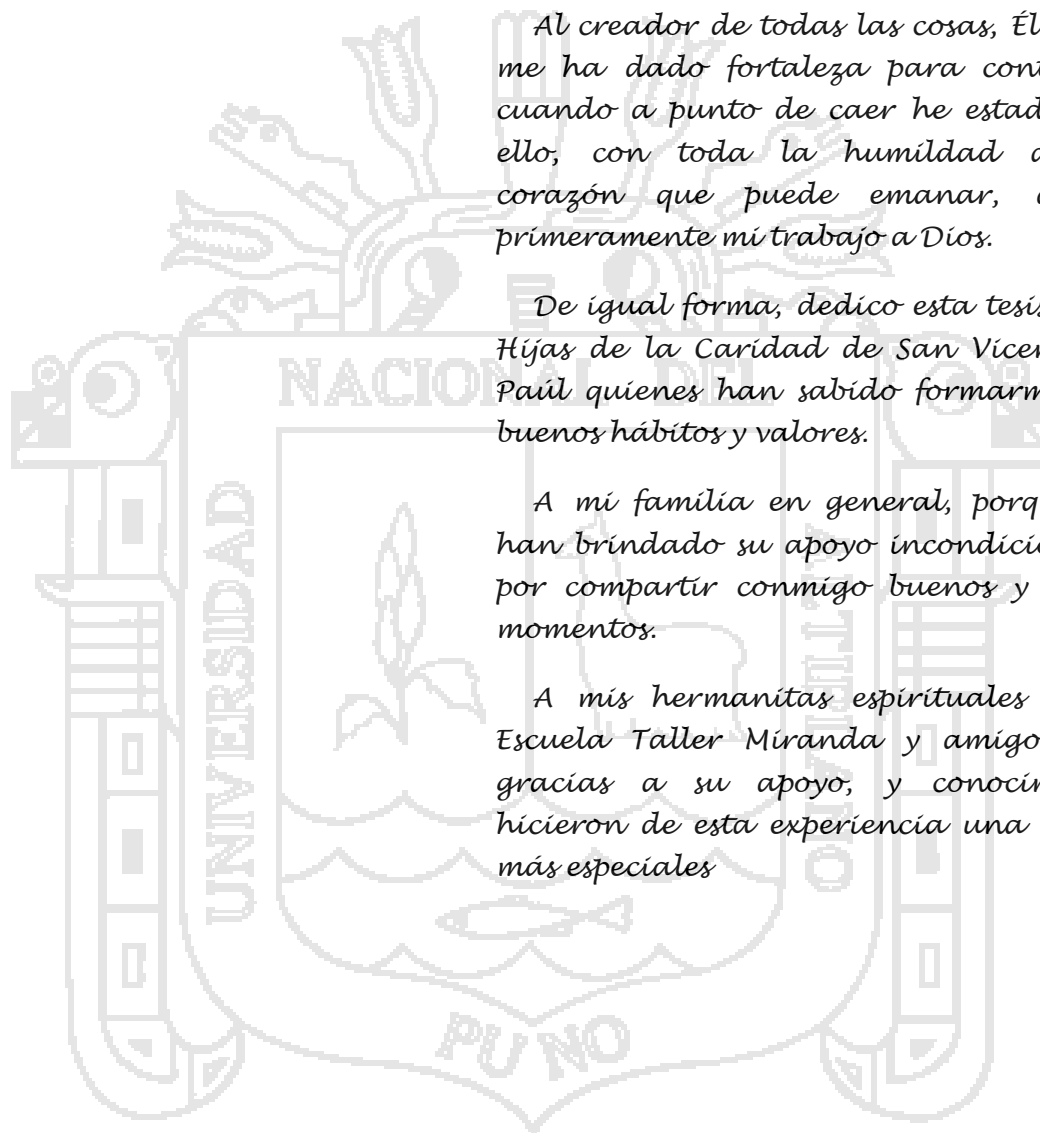 Al creador de todas las cosas, Él
me ha dado fortaleza para cont
cuando a punto de caer he estad
ello, con toda la humildad
corazón que puede emanar,
primeramente mi trabajo a Dios.
De igual forma, dedico esta tesis
Hijas de la Caridad de San Vicen
Paúl quienes han sabido formarm
buenos hábitos y valores.
A mi familia en general, porq
han brindado su apoyo incondici
por compartir conmigo buenos y
momentos.
A mis hermanitas espirituales
Escuela Taller Miranda y amigo
gracias a su apoyo, y conocim
hicieron de esta experiencia una
más especiales
UNIVERSIDAD
NACIONAL DEL
ALTIPLANO
PUNO